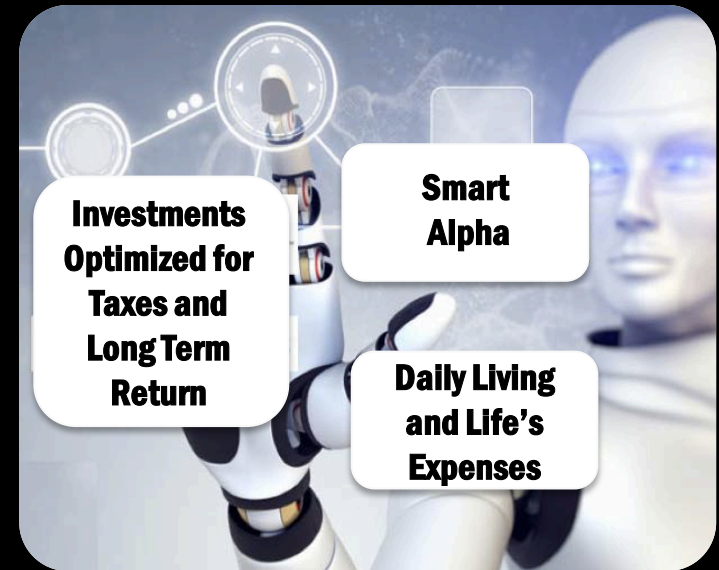 Investments
Optimized for
Taxes and
Long Term
Return
Smart
Alpha
Daily Living
and Life's
Expenses